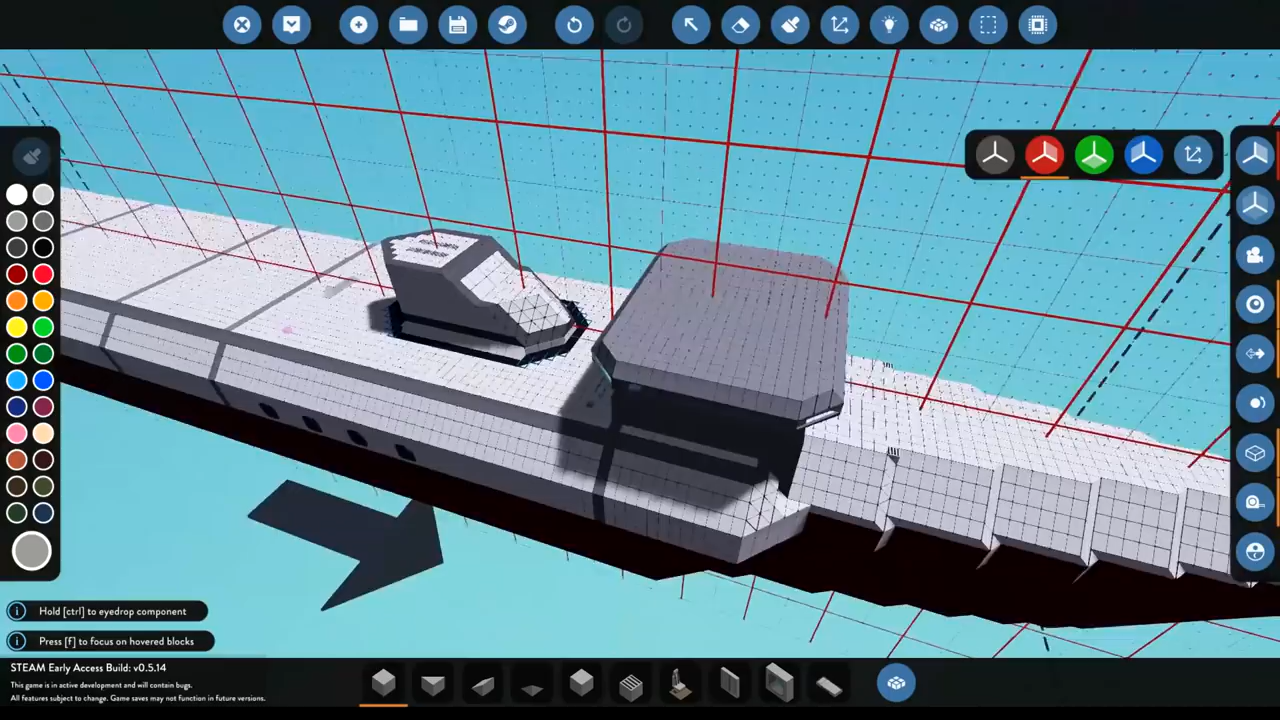 Hold [ctrl] to eyedrop component
Press [f] to focus on hovered blocks
STEAM Early Access Build: v0.5.14
This game is in active development and will contain bugs.
All features subject to change. Game saves may not function in future versions.